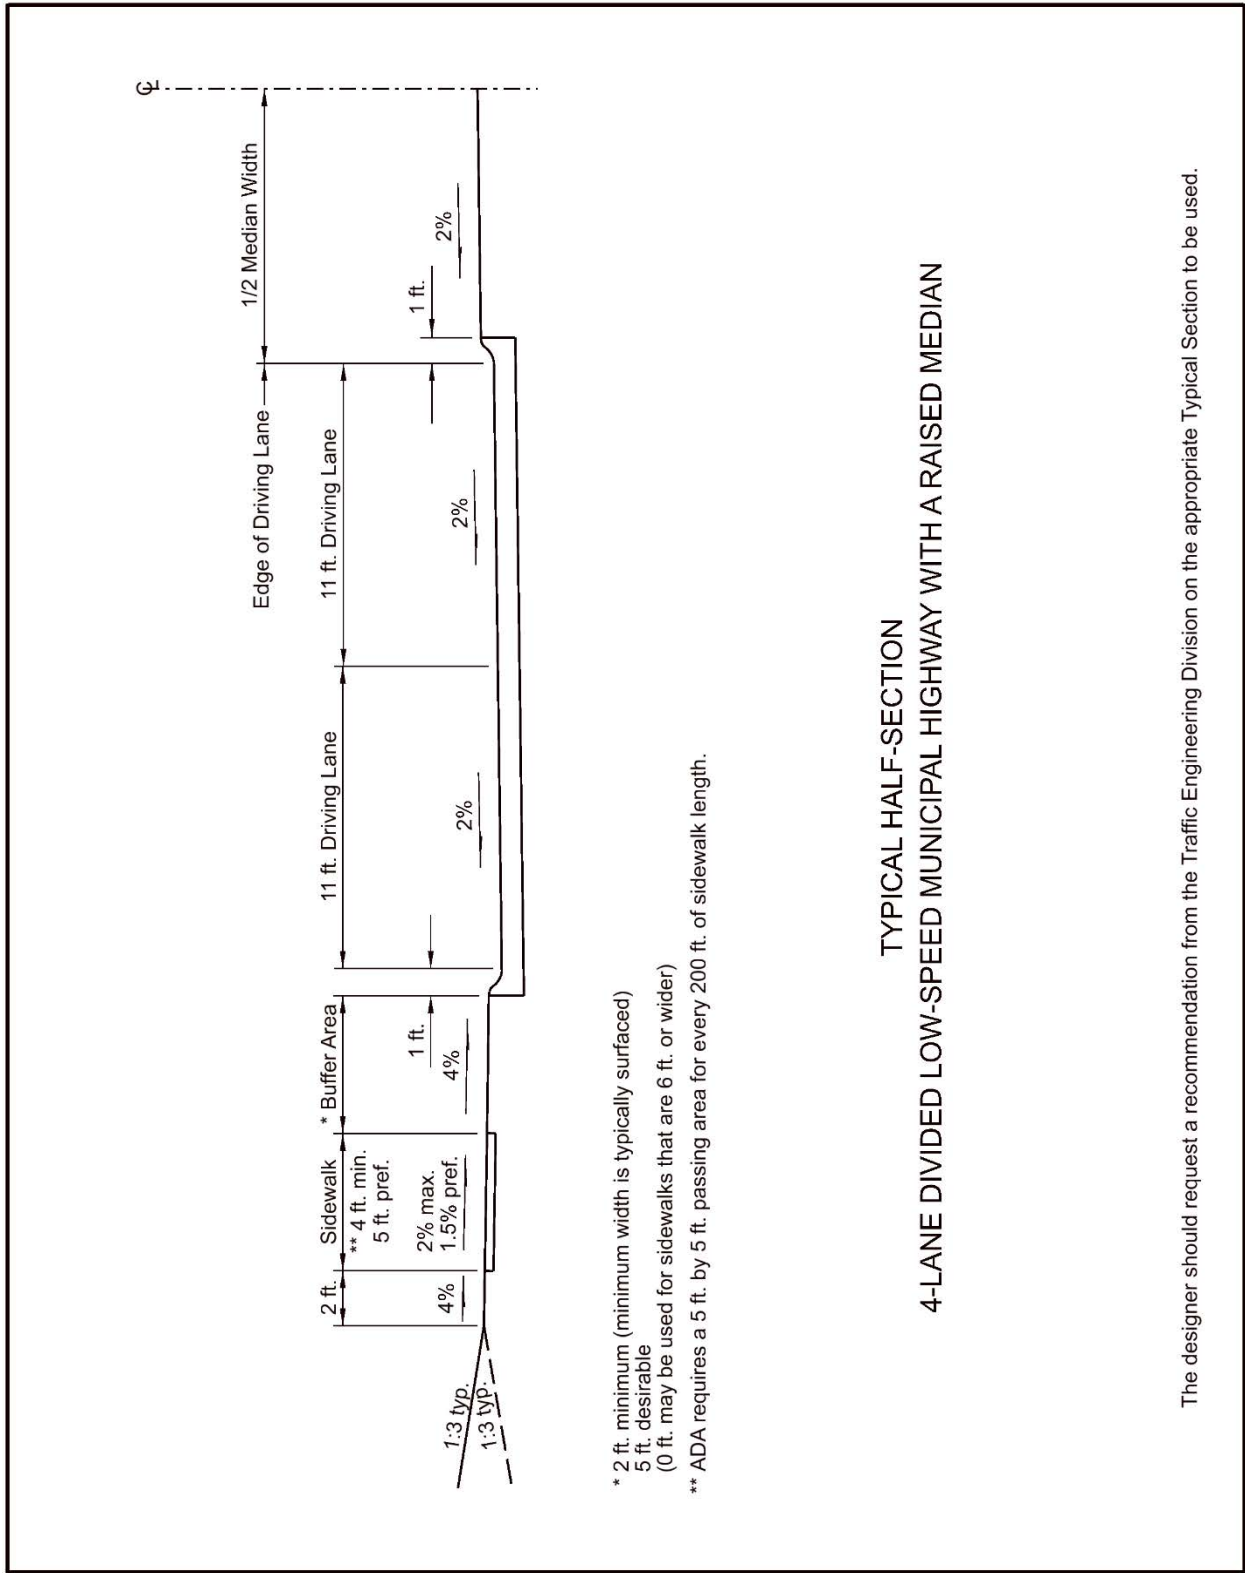 ℄
1/2 Median Width
Edge of Driving Lane
11 ft. Driving Lane
11 ft. Driving Lane
* Buffer Area
Sidewalk
2 ft.
** 4 ft. min.
5 ft. pref.
1 ft.
1 ft.
2% max.
1.5% pref.
4%
4%
2%
2%
2%
1:3 typ.
1:3 typ.
* 2 ft. minimum (minimum width is typically surfaced)
5 ft. desirable
(0 ft. may be used for sidewalks that are 6 ft. or wider)
** ADA requires a 5 ft. by 5 ft. passing area for every 200 ft. of sidewalk length.
TYPICAL HALF-SECTION
4-LANE DIVIDED LOW-SPEED MUNICIPAL HIGHWAY WITH A RAISED MEDIAN
The designer should request a recommendation from the Traffic Engineering Division on the appropriate Typical Section to be used.